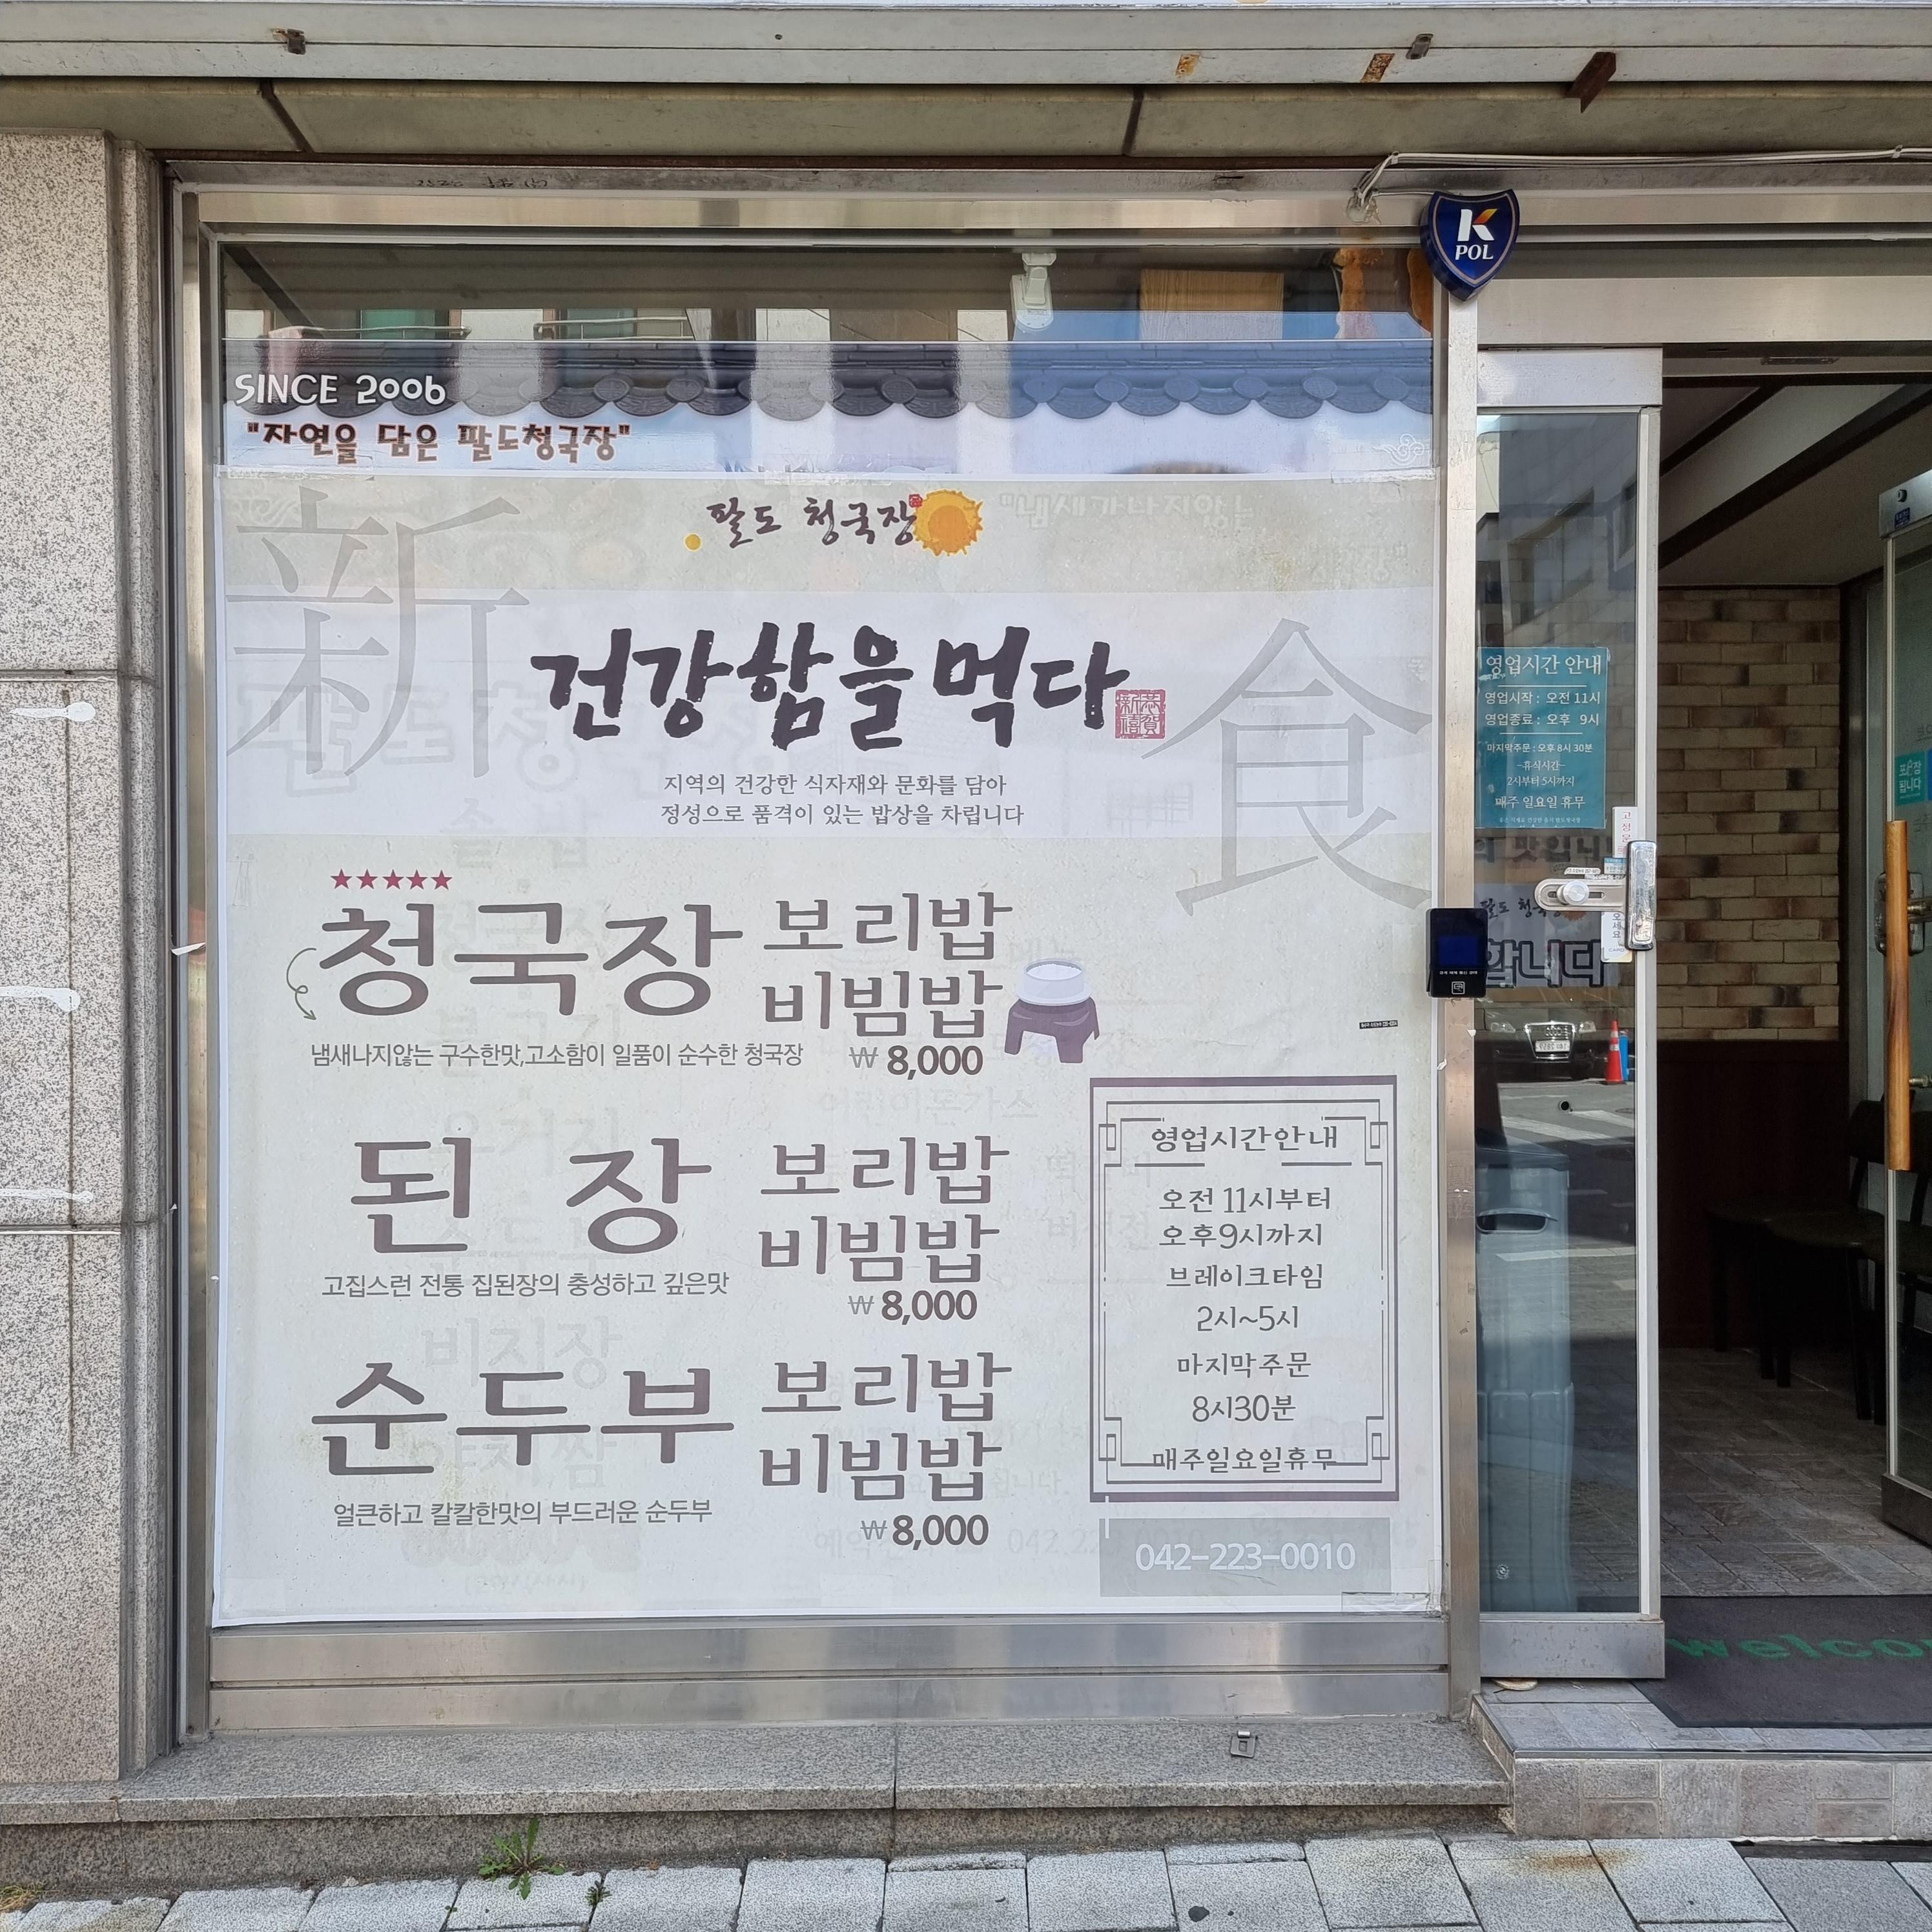 K
POL
SINCE 2006
"자연을 담은 팔도청국장"
팔도 청국장
新
食
건강함을먹다
지역의 건강한 식자재와 문화를 담아
정성으로 품격이 있는 밥상을 차립니다
청국장 보리밥
비빔밥
냄새나지않는 구수한맛,고소함이 일품이 순수한 청국장
₩ 8,000
된 장 보리밥
비빔밥
고집스런 전통 집된장의 충성하고 깊은맛
₩ 8,000
순두부 보리밥
비빔밥
얼큰하고 칼칼한맛의 부드러운 순두부
₩ 8,000
영업시간안내
오전 11시부터
오후9시까지
브레이크타임
2시~5시
마지막주문
8시30분
매주일요일휴무
042-223-0010
영업시간 안내
영업시작 : 오전 11시
영업종료 : 오후 9시
마지막주문 : 오후 8시 30분
-휴식시간-
2시부터 5시까지
매주 일요일 휴무
팔도 청국
합니다